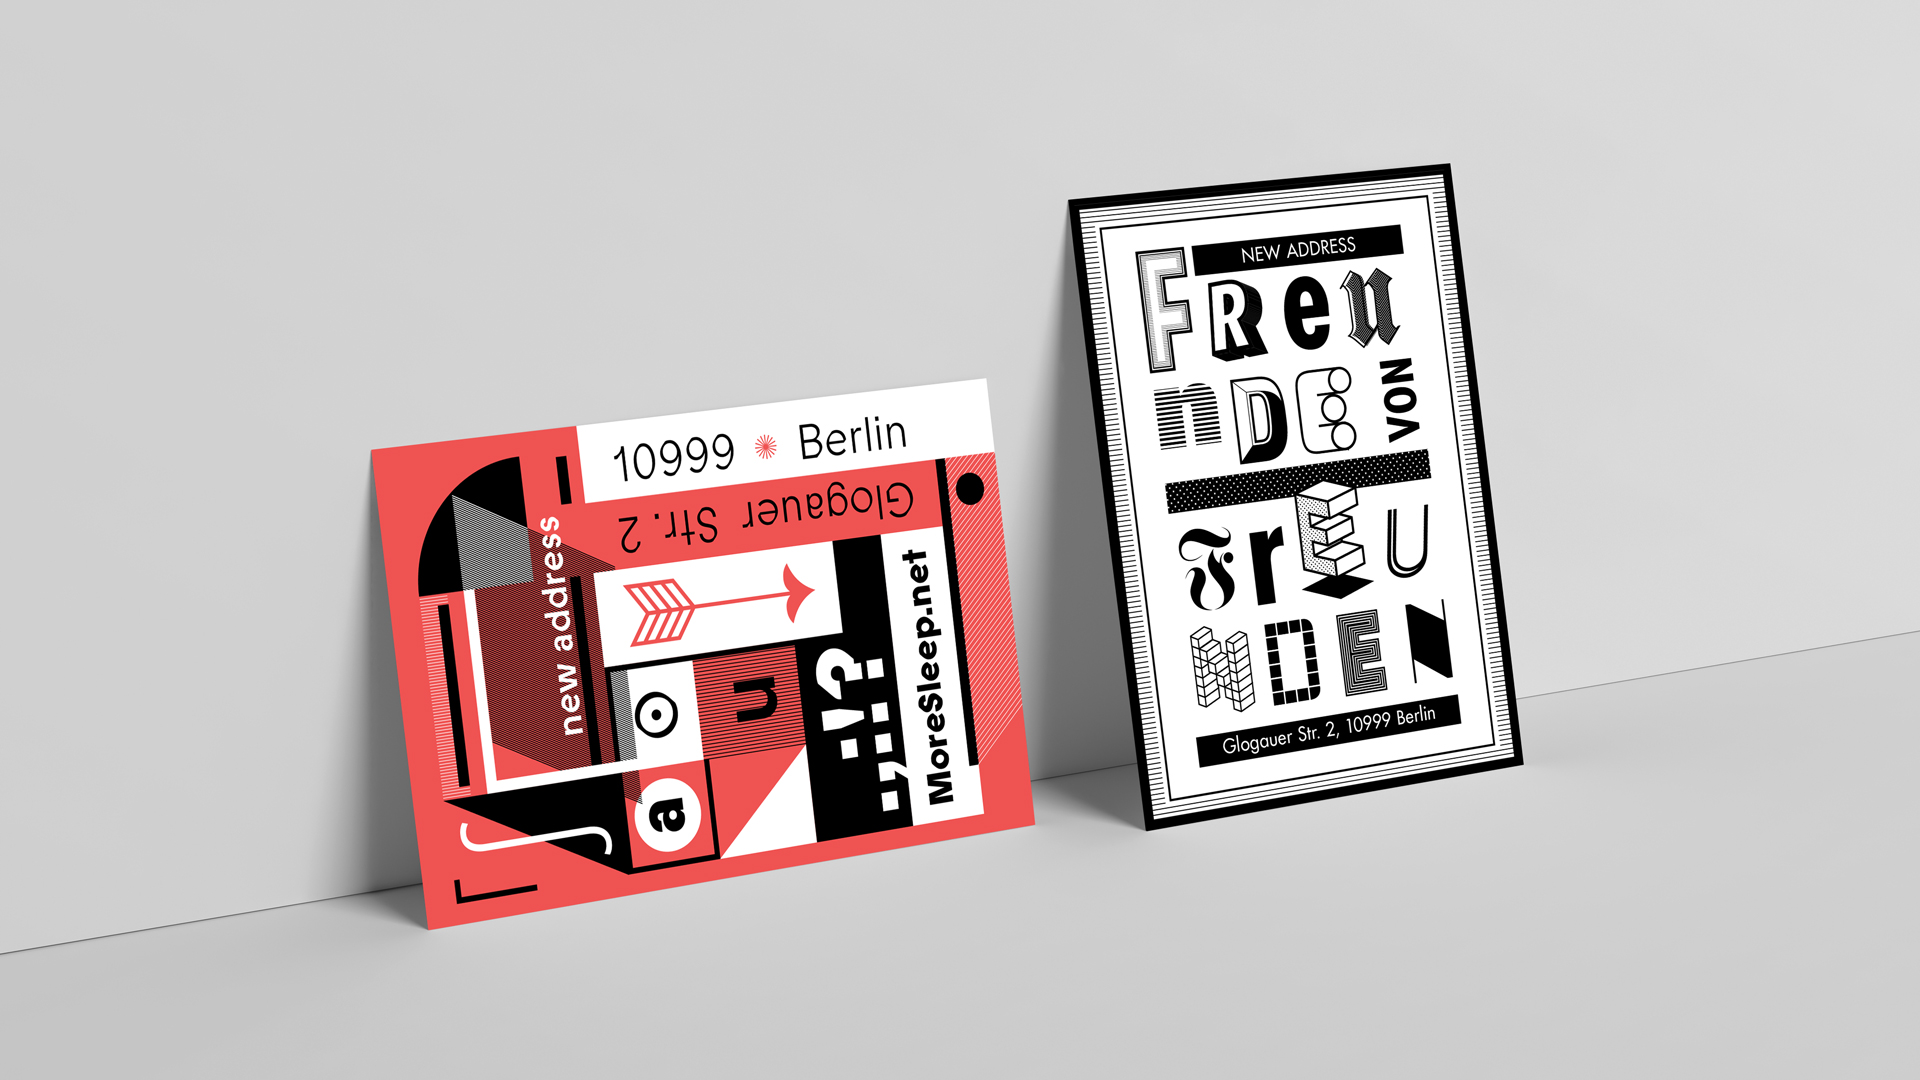 10999 * Berlin
Glogauer Str. 2
new address
o
u
a
MoreSleep.net
NEW ADDRESS
FReu
nDE VON
FrEU
NDEN
Glogauer Str. 2, 10999 Berlin